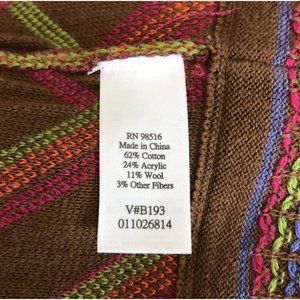 RN 98516
Made in China
62% Cotton
24% Acrylic
11% Wool
3% Other Fibers
V#B193
011026814